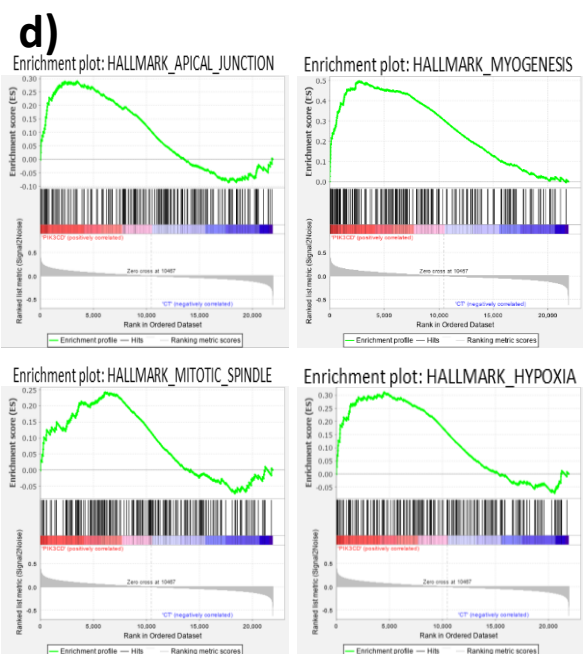 d)
Enrichment plot: HALLMARK_APICAL_JUNCTION
Enrichment score (ES)
0.30
0.25
0.20
0.15
0.10
0.05
0.00
-0.05
-0.10
'PIK3CD' (positively correlated)
Ranked list metric (Signal2Noise)
0.5
0.0
-0.5
Zero cross at 10487
'CT' (negatively correlated)
0 5,000 10,000 15,000 20,000
Rank in Ordered Dataset
Enrichment profile Hits Ranking metric scores
Enrichment plot: HALLMARK_MYOGENESIS
Enrichment score (ES)
0.5
0.4
0.3
0.2
0.1
0.0
'PIK3CD' (positively correlated)
Ranked list metric (Signal2Noise)
0.5
0.0
-0.5
Zero cross at 10487
'CT' (negatively correlated)
0 5,000 10,000 15,000 20,000
Rank in Ordered Dataset
Enrichment profile Hits Ranking metric scores
Enrichment plot: HALLMARK_MITOTIC_SPINDLE
Enrichment score (ES)
0.25
0.20
0.15
0.10
0.05
0.00
-0.05
'PIK3CD' (positively correlated)
Ranked list metric (Signal2Noise)
0.5
0.0
-0.5
Zero cross at 10487
'CT' (negatively correlated)
0 5,000 10,000 15,000 20,000
Rank in Ordered Dataset
Enrichment profile Hits Ranking metric scores
Enrichment plot: HALLMARK_HYPOXIA
Enrichment score (ES)
0.30
0.25
0.20
0.15
0.10
0.05
0.00
-0.05
'PIK3CD' (positively correlated)
Ranked list metric (Signal2Noise)
0.5
0.0
-0.5
Zero cross at 10487
'CT' (negatively correlated)
0 5,000 10,000 15,000 20,000
Rank in Ordered Dataset
Enrichment profile Hits Ranking metric scores